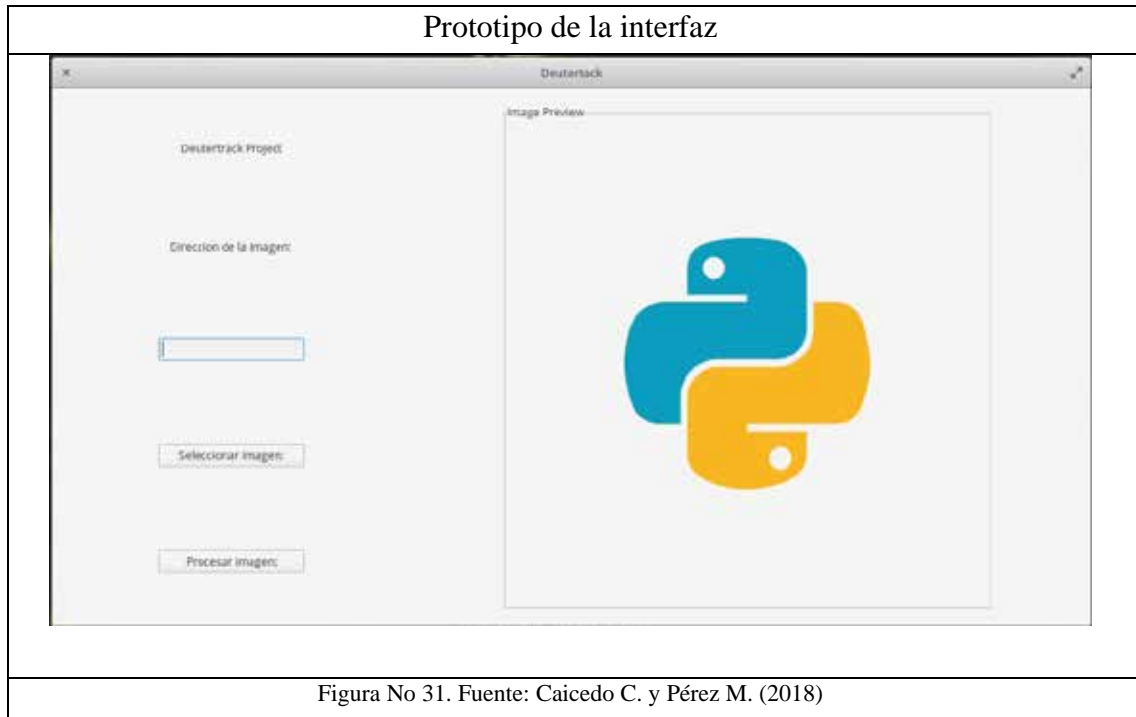 Prototipo de la interfaz
Deutertack
Image Preview
Deutertrack Project
Direccion de la imagen:
Seleccionar imagen:
Procesar imagen:
Figura No 31. Fuente: Caicedo C. y Pérez M. (2018)